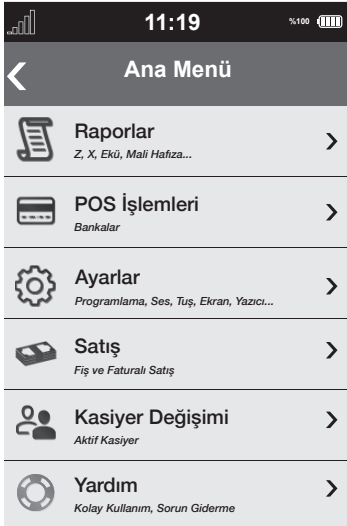 11:19 %100
Ana Menü
Raporlar
Z, X, Ekü, Mali Hafıza...
POS İşlemleri
Bankalar
Ayarlar
Programlama, Ses, Tuş, Ekran, Yazıcı...
Satış
Fiş ve Faturalı Satış
Kasiyer Değişimi
Aktif Kasiyer
Yardım
Kolay Kullanım, Sorun Giderme